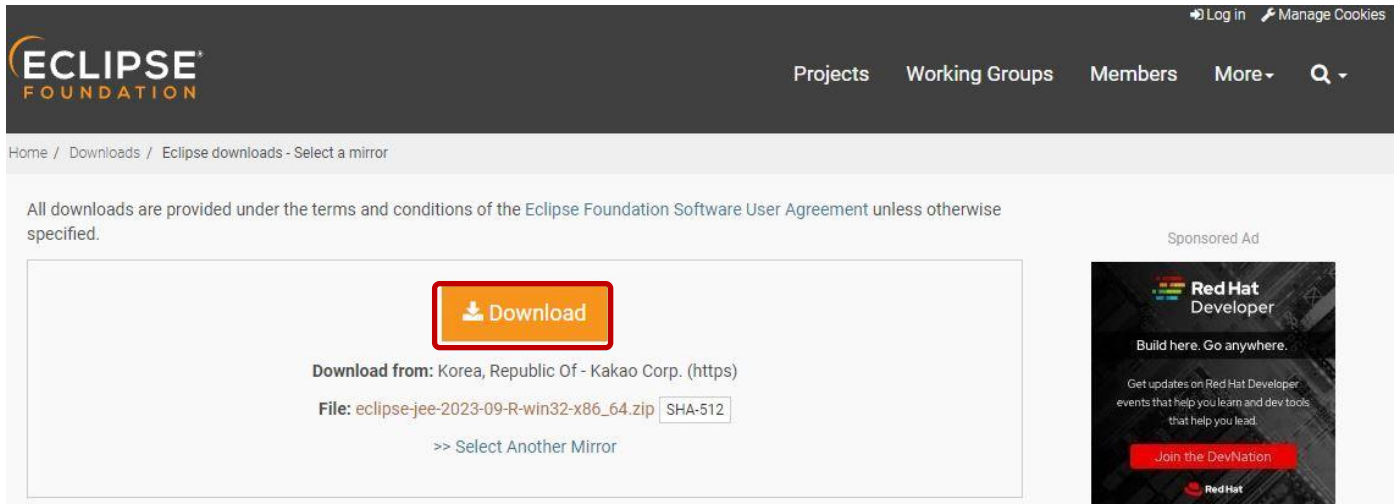 Log in Manage Cookies
ECLIPSE®
FOUNDATION
Projects Working Groups Members More
Home / Downloads / Eclipse downloads - Select a mirror
All downloads are provided under the terms and conditions of the Eclipse Foundation Software User Agreement unless otherwise
specified.
Download
Download from: Korea, Republic Of - Kakao Corp. (https)
File: eclipse-jee-2023-09-R-win32-x86_64.zip SHA-512
>> Select Another Mirror
Sponsored Ad
Red Hat
Developer
Build here. Go anywhere.
Get updates on Red Hat Developer
events that help you learn and dev tools
that help you lead.
Join the DevNation
Red Hat